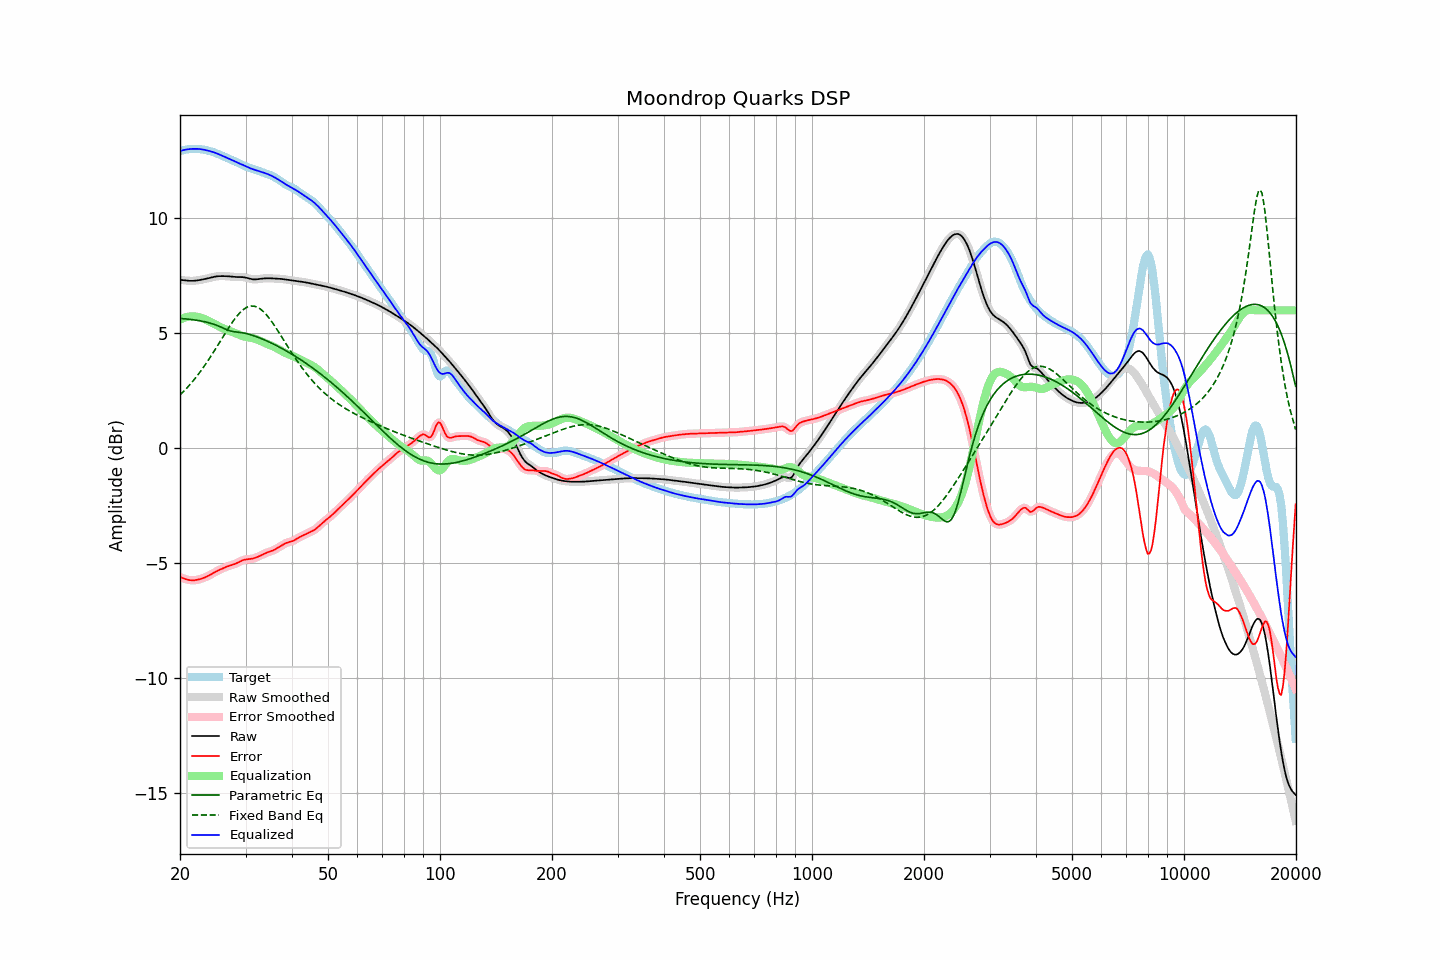 Moondrop Quarks DSP
Amplitude (dBr)
10
5
0
−5
−10
−15
Target
Raw Smoothed
Error Smoothed
Raw
Error
Equalization
Parametric Eq
Fixed Band Eq
Equalized
20 50 100 200 500 1000 2000 5000 10000 20000
Frequency (Hz)